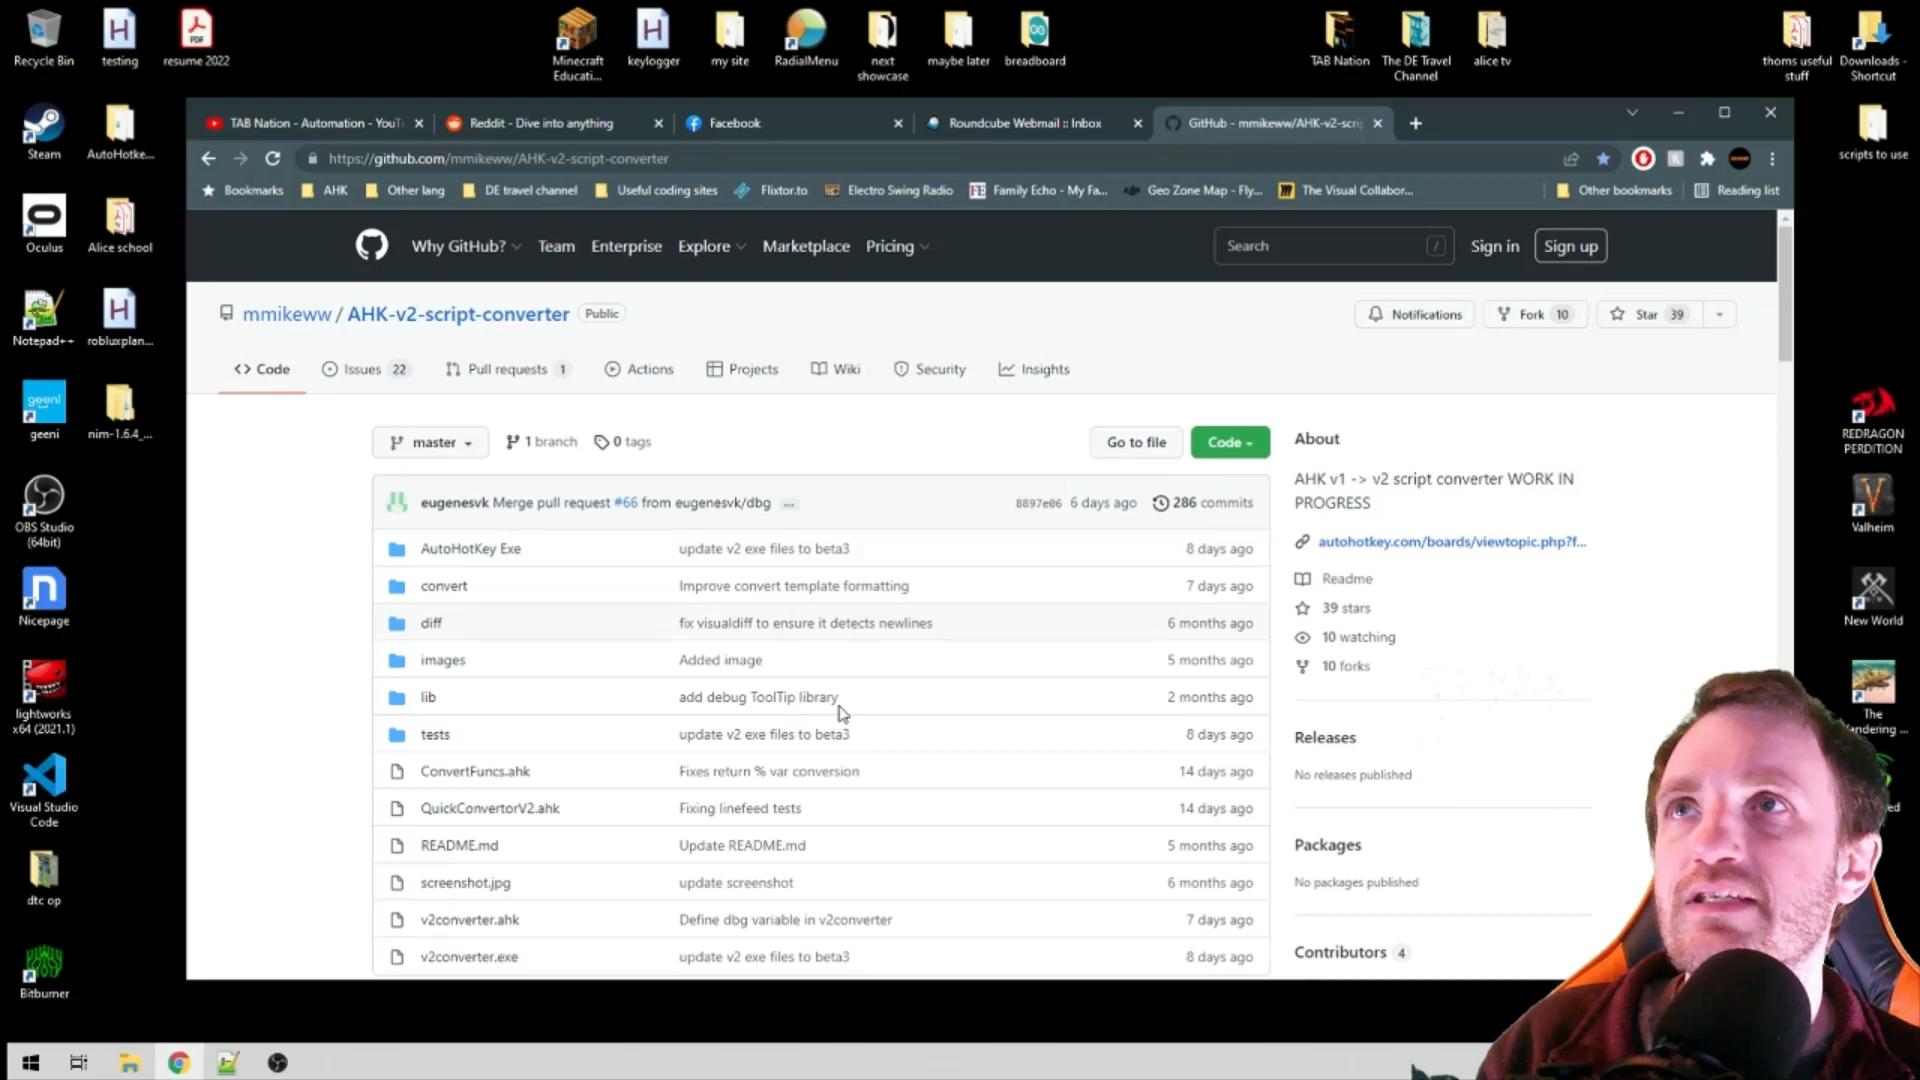 Recycle Bin
testing
resume 2022
Minecraft
Educati...
keylogger
my site
RadialMenu
next
showcase
maybe later
breadboard
TAB Nation
The DE Travel
Channel
alice tv
thoms useful
stuff
Downloads -
Shortcut
Steam
AutoHotke...
scripts to use
Oculus
Alice school
Notepad++
robluxplan...
geeni
geeni
nim-1.6.4_...
REDRAGON
PERDITION
OBS Studio
(64bit)
Valheim
Nicepage
New World
lightworks
x64 (2021.1)
The
Visual Studio
Code
dtc op
Bitburner
TAB Nation - Automation - YouT
Reddit - Dive into anything
Facebook
Roundcube Webmail :: Inbox
GitHub - mmikeww/AHK-v2-scri
https://github.com/mmikeww/AHK-v2-script-converter
Bookmarks
AHK
Other lang
DE travel channel
Useful coding sites
Flixtor.to
Electro Swing Radio
Family Echo - My Fa...
Geo Zone Map - Fly...
The Visual Collabor...
Other bookmarks
Reading list
Why GitHub?
Team
Enterprise
Explore
Marketplace
Pricing
Search
/
Sign in
Sign up
mmikeww / AHK-v2-script-converter
Public
Notifications
Fork 10
Star 39
<> Code
Issues 22
Pull requests 1
Actions
Projects
Wiki
Security
Insights
master
1 branch
0 tags
Go to file
Code
eugenesvk Merge pull request #66 from eugenesvk/dbg ...
8897e06 6 days ago
286 commits
AutoHotKey Exe update v2 exe files to beta3 8 days ago
convert Improve convert template formatting 7 days ago
diff fix visualdiff to ensure it detects newlines 6 months ago
images Added image 5 months ago
lib add debug ToolTip library 2 months ago
tests update v2 exe files to beta3 8 days ago
ConvertFuncs.ahk Fixes return % var conversion 14 days ago
QuickConvertorV2.ahk Fixing linefeed tests 14 days ago
README.md Update README.md 5 months ago
screenshot.jpg update screenshot 6 months ago
v2converter.ahk Define dbg variable in v2converter 7 days ago
v2converter.exe update v2 exe files to beta3 8 days ago
About
AHK v1 -> v2 script converter WORK IN
PROGRESS
autohotkey.com/boards/viewtopic.php?f...
Readme
39 stars
10 watching
10 forks
Releases
No releases published
Packages
No packages published
Contributors 4